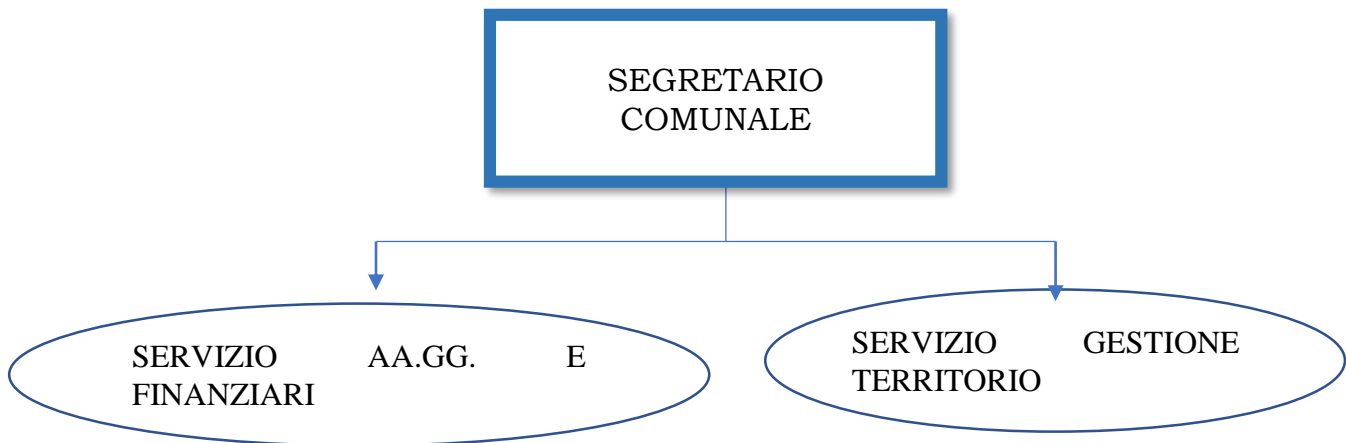 SEGRETARIO
COMUNALE
SERVIZIO AA.GG. E
FINANZIARI
SERVIZIO GESTIONE
TERRITORIO